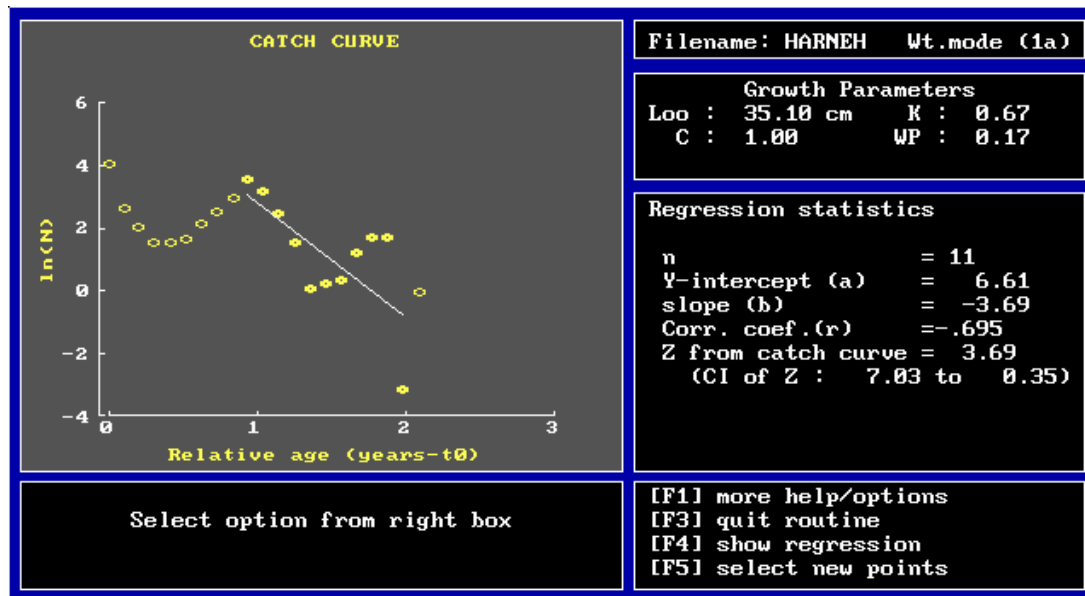 CATCH CURVE
6
4
2
0
-2
-4
ln(N)
0 1 2 3
Relative age (years-t0)
Filename: HARNEH Wt.mode (1a)
Growth Parameters
Loo : 35.10 cm K : 0.67
C : 1.00 WP : 0.17
Regression statistics
n = 11
Y-intercept (a) = 6.61
slope (b) = -3.69
Corr. coef.(r) =-.695
Z from catch curve = 3.69
(CI of Z : 7.03 to 0.35)
Select option from right box
[F1] more help/options
[F3] quit routine
[F4] show regression
[F5] select new points